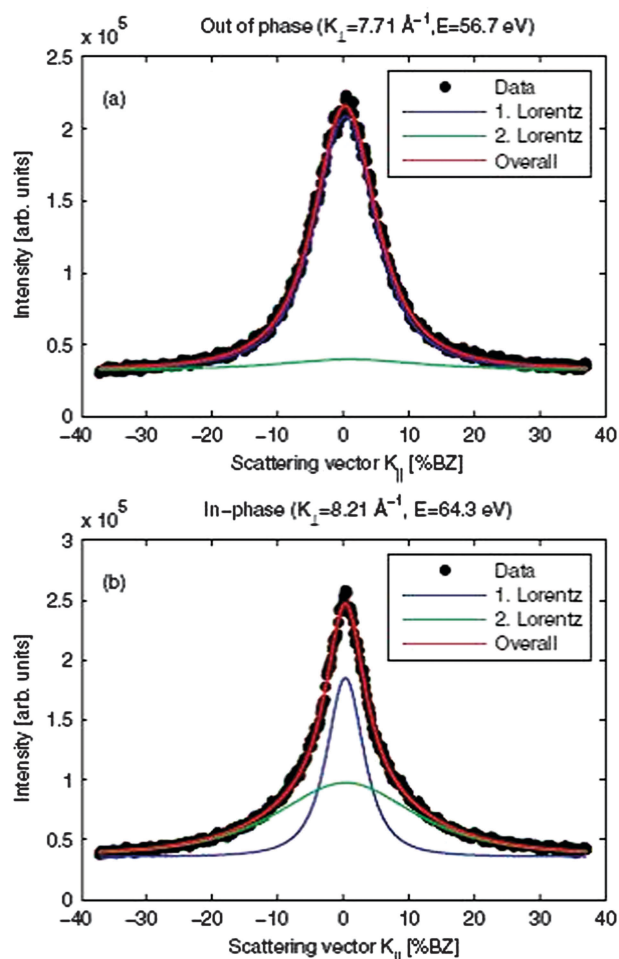 Out of phase (K⊥=7.71 Å⁻¹,E=56.7 eV)
x 10⁵
2.5
2
1.5
1
0.5
0
Intensity [arb. units]
(a)
Data
1. Lorentz
2. Lorentz
Overall
−40 −30 −20 −10 0 10 20 30 40
Scattering vector K|| [%BZ]
In−phase (K⊥=8.21 Å⁻¹, E=64.3 eV)
x 10⁵
3
2.5
2
1.5
1
0.5
0
Intensity [arb. units]
(b)
Data
1. Lorentz
2. Lorentz
Overall
−40 −30 −20 −10 0 10 20 30 40
Scattering vector K|| [%BZ]